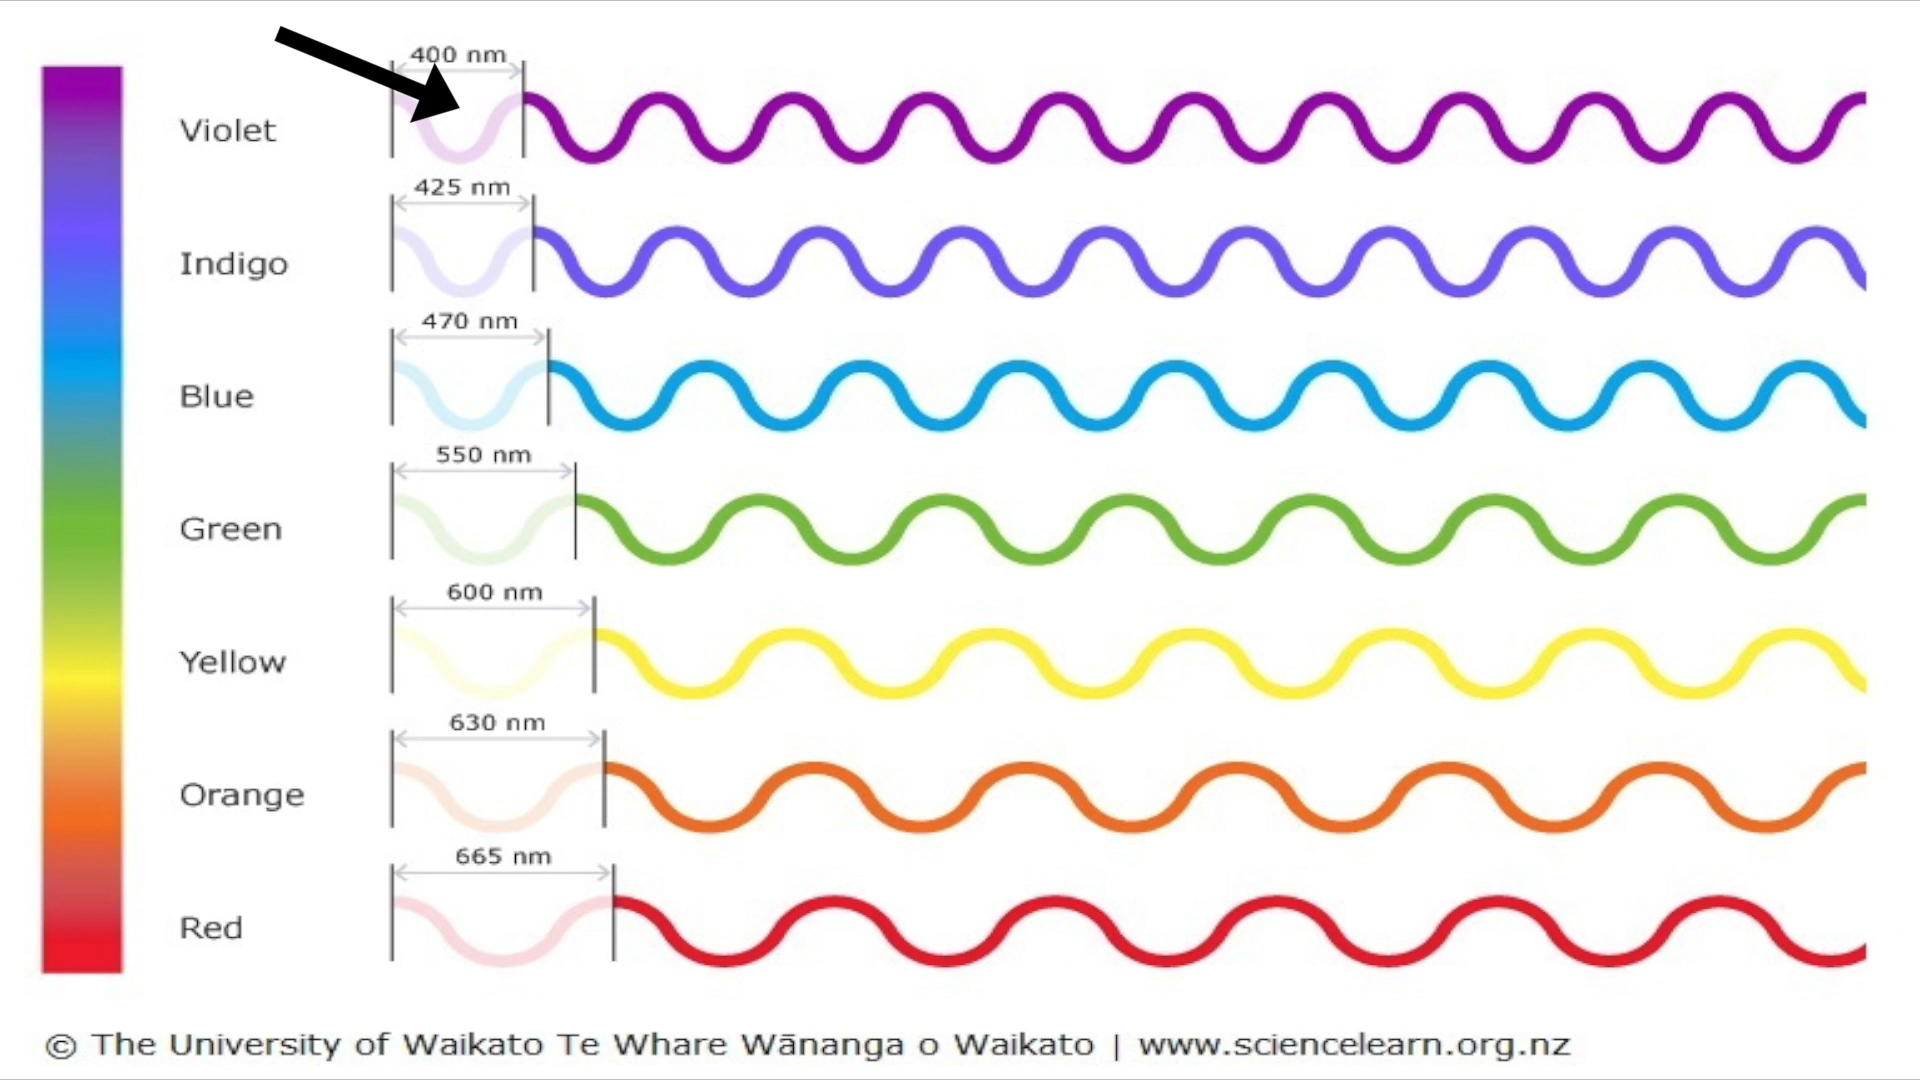 400 nm
Violet
425 nm
Indigo
470 nm
Blue
550 nm
Green
600 nm
Yellow
630 nm
Orange
665 nm
Red
© The University of Waikato Te Whare Wānanga o Waikato | www.sciencelearn.org.nz